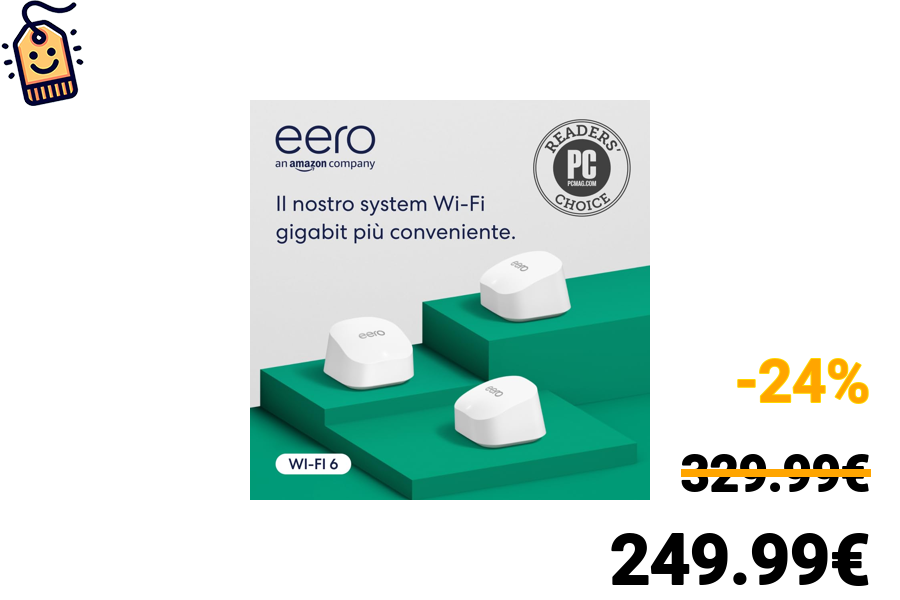 eero
an amazon company
READERS'
PC
PCMAG.COM
CHOICE
Il nostro system Wi-Fi
gigabit più conveniente.
eero
eero
eero
WI-FI 6
-24%
329.99€
249.99€